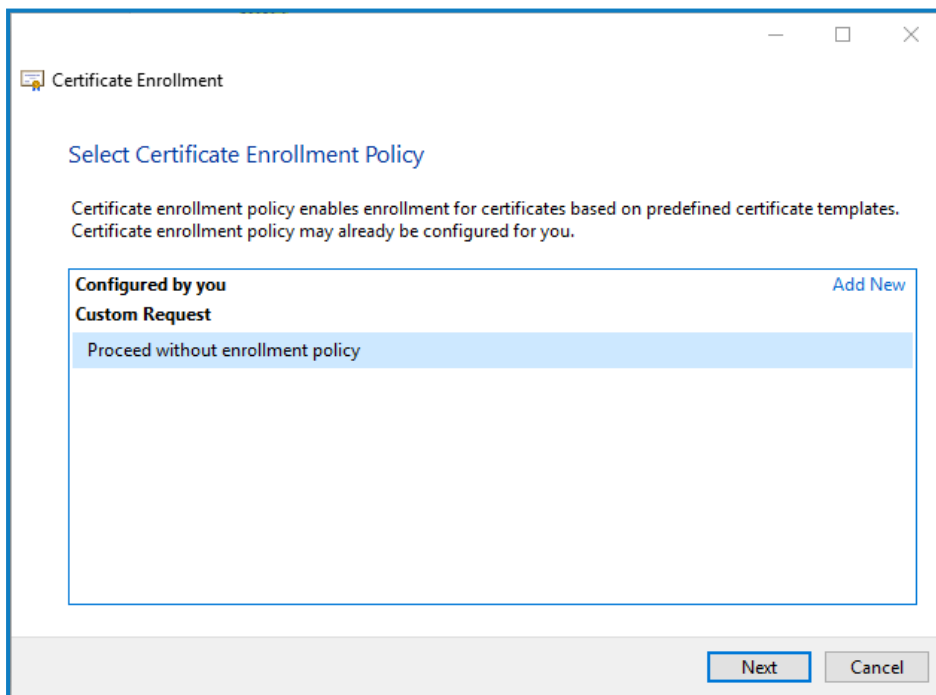 Certificate Enrollment
Select Certificate Enrollment Policy
Certificate enrollment policy enables enrollment for certificates based on predefined certificate templates.
Certificate enrollment policy may already be configured for you.
Configured by you Add New
Custom Request
Proceed without enrollment policy
Next Cancel